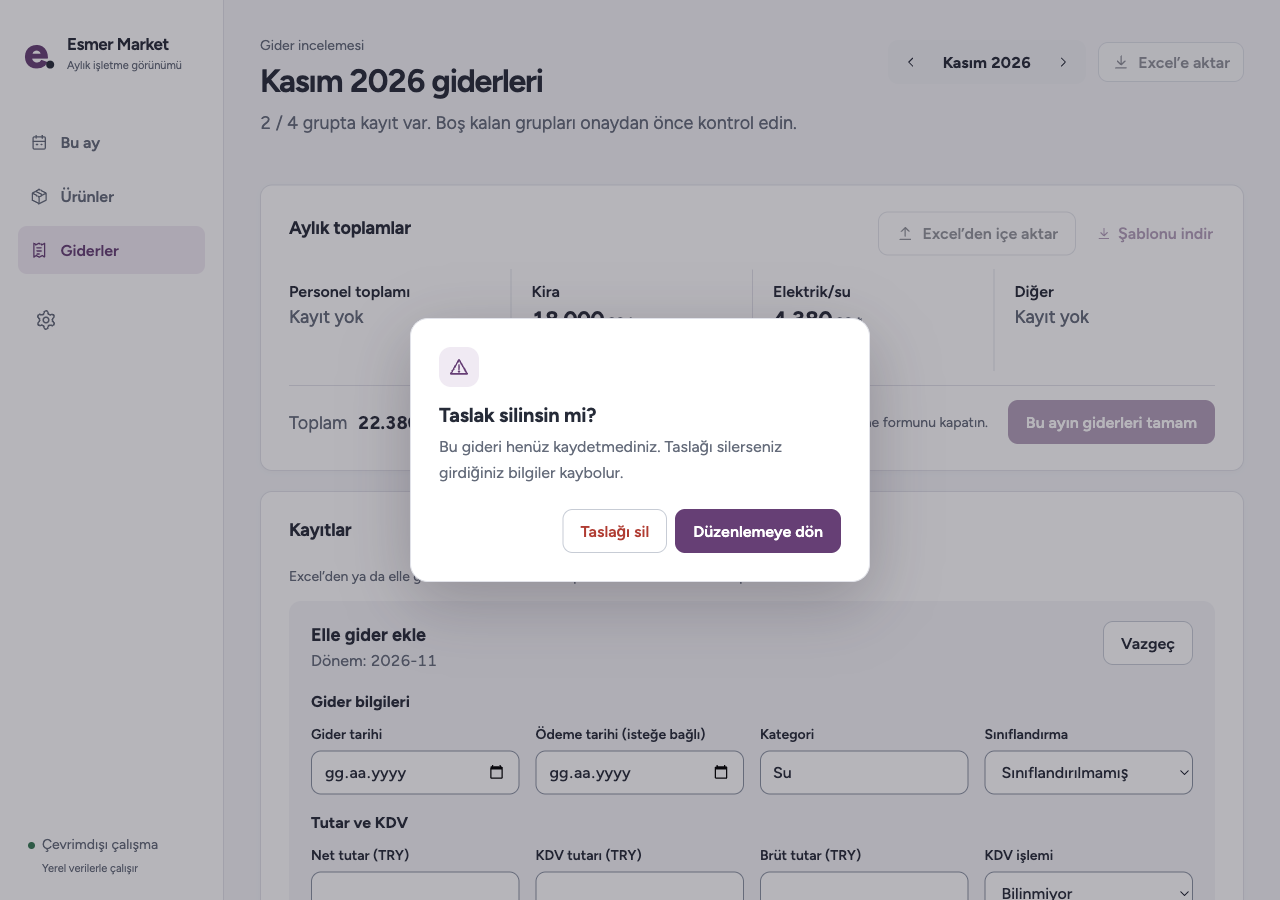 e.
Esmer Market
Aylık işletme görünümü
Bu ay
Ürünler
Giderler
Çevrimdışı çalışma
Yerel verilerle çalışır
Gider incelemesi
Kasım 2026 giderleri
2 / 4 grupta kayıt var. Boş kalan grupları onaydan önce kontrol edin.
Kasım 2026
Excel’e aktar
Aylık toplamlar
Excel’den içe aktar
Şablonu indir
Personel toplamı
Kayıt yok
Kira
18.000
Elektrik/su
4.380
Diğer
Kayıt yok
Toplam
formunu kapatın.
Bu ayın giderleri tamam
Taslak silinsin mi?
Bu gideri henüz kaydetmediniz. Taslağı silerseniz
girdiğiniz bilgiler kaybolur.
Taslağı sil
Düzenlemeye dön
Kayıtlar
Excel’den ya da elle
Elle gider ekle
Dönem: 2026-11
Vazgeç
Gider bilgileri
Gider tarihi
Ödeme tarihi (isteğe bağlı)
Kategori
Sınıflandırma
gg.aa.yyyy
gg.aa.yyyy
Su
Sınıflandırılmamış
Tutar ve KDV
Net tutar (TRY)
KDV tutarı (TRY)
Brüt tutar (TRY)
KDV işlemi
Bilinmiyor